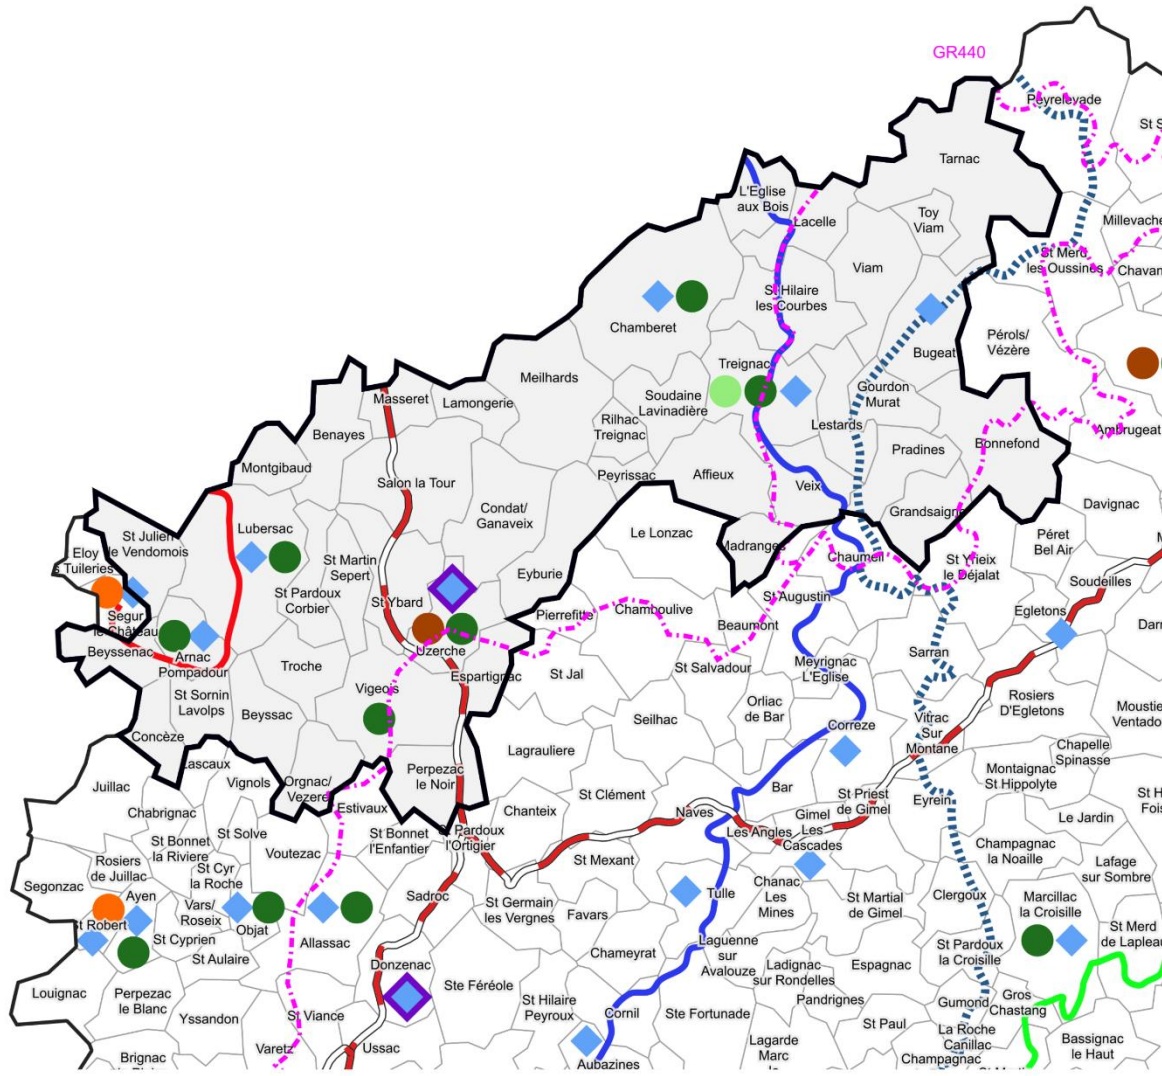 GR440
Peyrelevade
St S
Tarnac
L'Eglise
aux Bois
Lacelle
Toy
Viam
Millevache
Viam
St Merd
les Oussines
Chavan
St Hilaire
les Courbes
Chamberet
Pérols/
Vézère
Bugeat
Treignac
Meilhards
Soudaine
Lavinadière
Gourdon
Murat
Masseret
Lamongerie
Rilhac
Treignac
Lestards
Ambrugeat
Benayes
Pradines
Bonnefond
Montgibaud
Peyrissac
Affieux
Salon la Tour
Veix
Davignac
Condat/
Ganaveix
Grandsaigne
St Julien
le Vendomois
Lubersac
Le Lonzac
Madranges
Chaumeil
Péret
Bel Air
M
Eloy
s Tuileries
St Martin
Sepert
St Yrieix
le Déjalat
Eyburie
Soudeilles
St Pardoux
Corbier
St Ybard
Pierrefitte
Chamboulive
St Augustin
Egletons
Segur
le Château
Beaumont
Darn
Beyssenac
Arnac
Pompadour
Uzerche
Sarran
Troche
Espartignac
St Jal
St Salvadour
Meyrignac
L'Eglise
St Sornin
Lavolps
Vigeois
Rosiers
D'Egletons
Beyssac
Orliac
de Bar
Moustie
Ventado
Concèze
Seilhac
Correze
Vitrac
Sur
Montane
Lascaux
Lagrauliere
Chapelle
Spinasse
Juillac
Vignols
Orgnac/
Vezere
Perpezac
le Noir
Montaignac
St Hippolyte
Bar
St Priest
de Gimel
St Clément
St H
Fois
Chabrignac
Estivaux
Chanteix
Naves
Gimel
Les
Cascades
Eyrein
Le Jardin
St Bonnet
la Riviere
St Solve
Voutezac
St Bonnet
l'Enfantier
St Pardoux
l'Ortigier
Les Angles
Champagnac
la Noaille
Rosiers
de Juillac
St Cyr
la Roche
St Mexant
Lafage
sur Sombre
Segonzac
Ayen
Vars/
Roseix
Sadroc
St Germain
les Vergnes
Favars
Tulle
Chanac
Les
Mines
St Martial
de Gimel
Clergoux
Marcillac
la Croisille
St Robert
Objat
St Cyprien
Allassac
Chameyrat
Laguenne
sur
Avalouze
St Merd
de Lapleau
St Aulaire
Donzenac
St Pardoux
la Croisille
Espagnac
Ladignac
sur Rondelles
Louignac
Perpezac
le Blanc
Ste Féréole
St Hilaire
Peyroux
Pandrignes
Gros
Chastang
Gumond
Yssandon
St Viance
Cornil
Ste Fortunade
St Paul
La Roche
Canillac
Lagarde
Marc
Bassignac
le Haut
Varetz
Ussac
Brignac
Aubazines
Champagnac